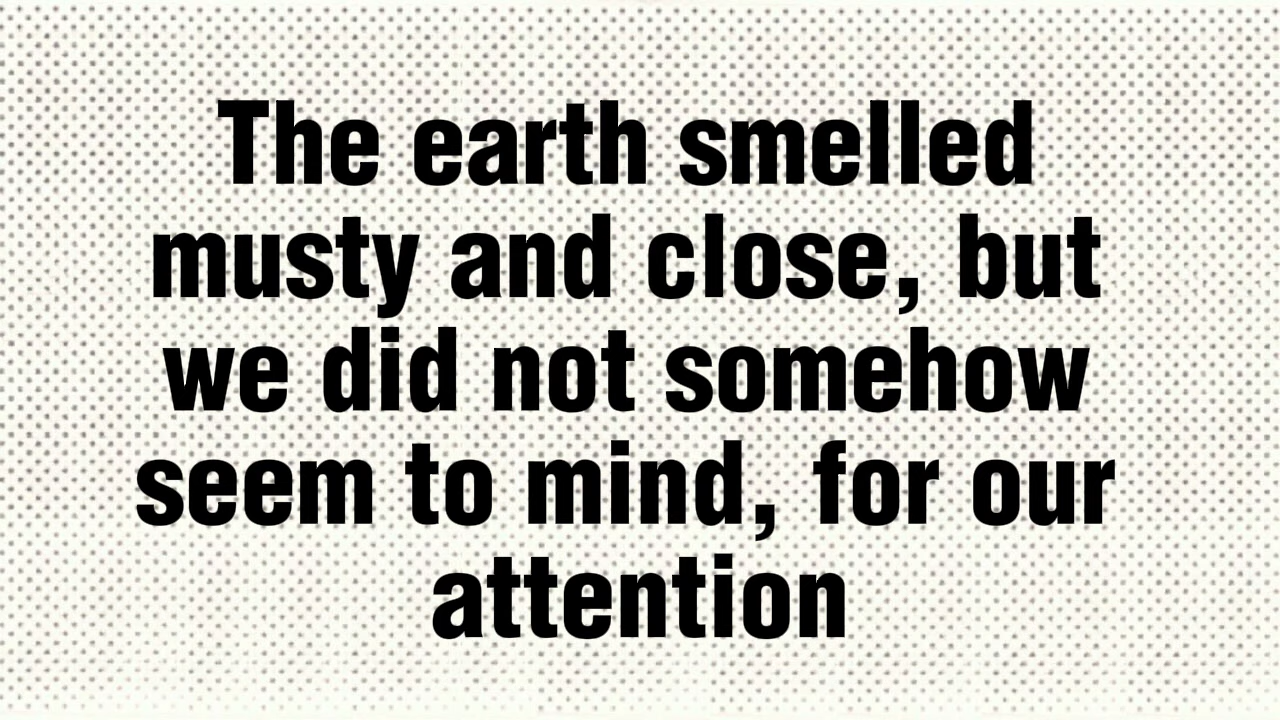 The earth smelled
musty and close, but
we did not somehow
seem to mind, for our
attention